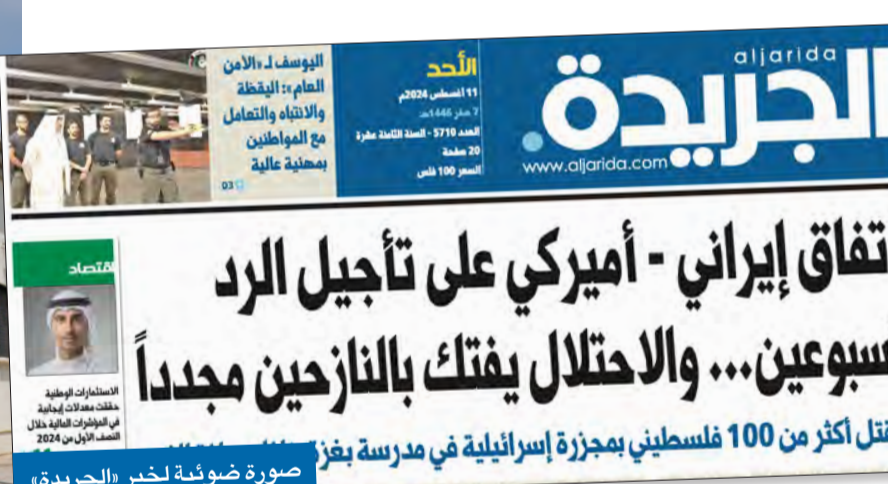 aljarida
الجريدة
www.aljarida.com
الأحد
11 أغسطس 2024م
7 صفر 1446هـ
العدد 5710 - السنة الثامنة عشرة
20 صفحة
السعر 100 فلس
اليوسف لـ «الأمن
العام»: اليقظة
والانتباه والتعامل
مع المواطنين
بمهنية عالية
03
تفاق إيراني - أميركي على تأجيل الرد
سبوعين... والاحتلال يفتك بالنازحين مجدداً
قتل أكثر من 100 فلسطيني بمجزرة إسرائيلية في مدرسة بغزة
اقتصاد
الاستثمارات الوطنية
حققت معدلات إيجابية
في المؤشرات المالية خلال
النصف الأول من 2024
صورة ضوئية لخبر «الجريدة»